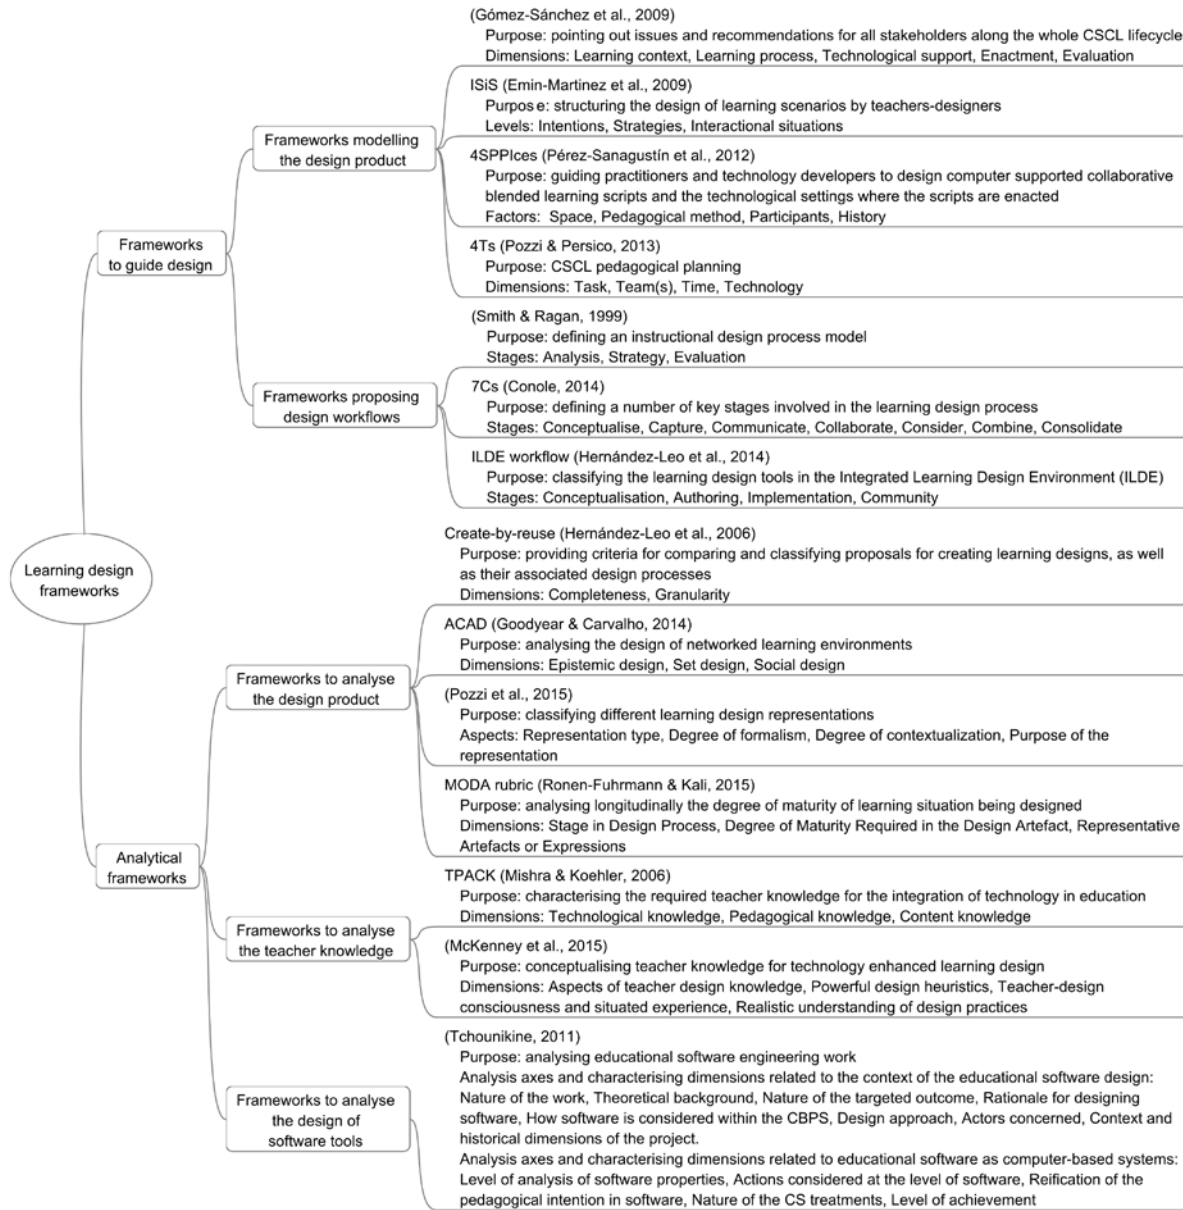 Learning design
frameworks
Frameworks
to guide design
Frameworks modelling
the design product
(Gómez-Sánchez et al., 2009)
Purpose: pointing out issues and recommendations for all stakeholders along the whole CSCL lifecycle
Dimensions: Learning context, Learning process, Technological support, Enactment, Evaluation
ISiS (Emin-Martinez et al., 2009)
Purpose: structuring the design of learning scenarios by teachers-designers
Levels: Intentions, Strategies, Interactional situations
4SPPIces (Pérez-Sanagustín et al., 2012)
Purpose: guiding practitioners and technology developers to design computer supported collaborative
blended learning scripts and the technological settings where the scripts are enacted
Factors: Space, Pedagogical method, Participants, History
4Ts (Pozzi & Persico, 2013)
Purpose: CSCL pedagogical planning
Dimensions: Task, Team(s), Time, Technology
Frameworks proposing
design workflows
(Smith & Ragan, 1999)
Purpose: defining an instructional design process model
Stages: Analysis, Strategy, Evaluation
7Cs (Conole, 2014)
Purpose: defining a number of key stages involved in the learning design process
Stages: Conceptualise, Capture, Communicate, Collaborate, Consider, Combine, Consolidate
ILDE workflow (Hernández-Leo et al., 2014)
Purpose: classifying the learning design tools in the Integrated Learning Design Environment (ILDE)
Stages: Conceptualisation, Authoring, Implementation, Community
Analytical
frameworks
Frameworks to analyse
the design product
Create-by-reuse (Hernández-Leo et al., 2006)
Purpose: providing criteria for comparing and classifying proposals for creating learning designs, as well
as their associated design processes
Dimensions: Completeness, Granularity
ACAD (Goodyear & Carvalho, 2014)
Purpose: analysing the design of networked learning environments
Dimensions: Epistemic design, Set design, Social design
(Pozzi et al., 2015)
Purpose: classifying different learning design representations
Aspects: Representation type, Degree of formalism, Degree of contextualization, Purpose of the
representation
MODA rubric (Ronen-Fuhrmann & Kali, 2015)
Purpose: analysing longitudinally the degree of maturity of learning situation being designed
Dimensions: Stage in Design Process, Degree of Maturity Required in the Design Artefact, Representative
Artefacts or Expressions
Frameworks to analyse
the teacher knowledge
TPACK (Mishra & Koehler, 2006)
Purpose: characterising the required teacher knowledge for the integration of technology in education
Dimensions: Technological knowledge, Pedagogical knowledge, Content knowledge
(McKenney et al., 2015)
Purpose: conceptualising teacher knowledge for technology enhanced learning design
Dimensions: Aspects of teacher design knowledge, Powerful design heuristics, Teacher-design
consciousness and situated experience, Realistic understanding of design practices
Frameworks to analyse
the design of
software tools
(Tchounikine, 2011)
Purpose: analysing educational software engineering work
Analysis axes and characterising dimensions related to the context of the educational software design:
Nature of the work, Theoretical background, Nature of the targeted outcome, Rationale for designing
software, How software is considered within the CBPS, Design approach, Actors concerned, Context and
historical dimensions of the project.
Analysis axes and characterising dimensions related to educational software as computer-based systems:
Level of analysis of software properties, Actions considered at the level of software, Reification of the
pedagogical intention in software, Nature of the CS treatments, Level of achievement